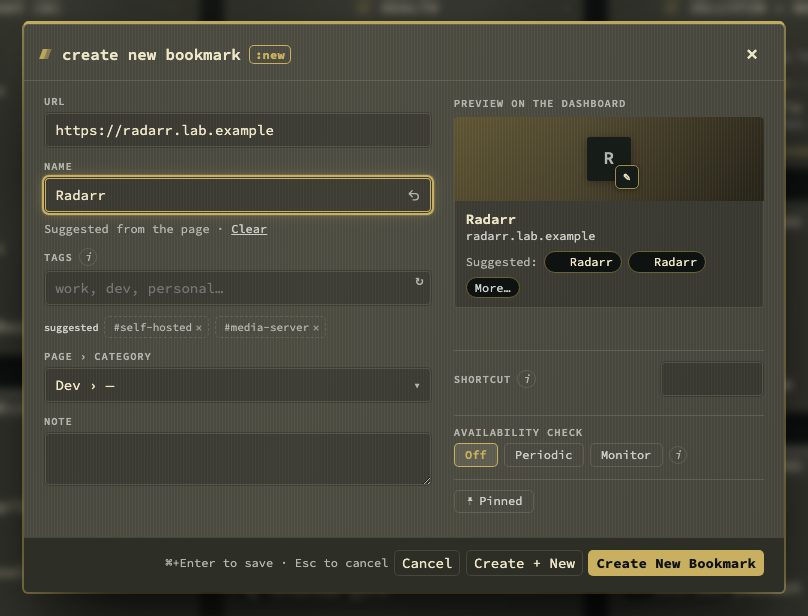 create new bookmark :new ×
URL
https://radarr.lab.example
NAME
Radarr
Suggested from the page · Clear
TAGS i
work, dev, personal…
suggested #self-hosted × #media-server ×
PAGE › CATEGORY
Dev › —
NOTE
PREVIEW ON THE DASHBOARD
R
Radarr
radarr.lab.example
Suggested: Radarr Radarr
More…
SHORTCUT i
AVAILABILITY CHECK
Off Periodic Monitor i
Pinned
⌘+Enter to save · Esc to cancel Cancel Create + New Create New Bookmark